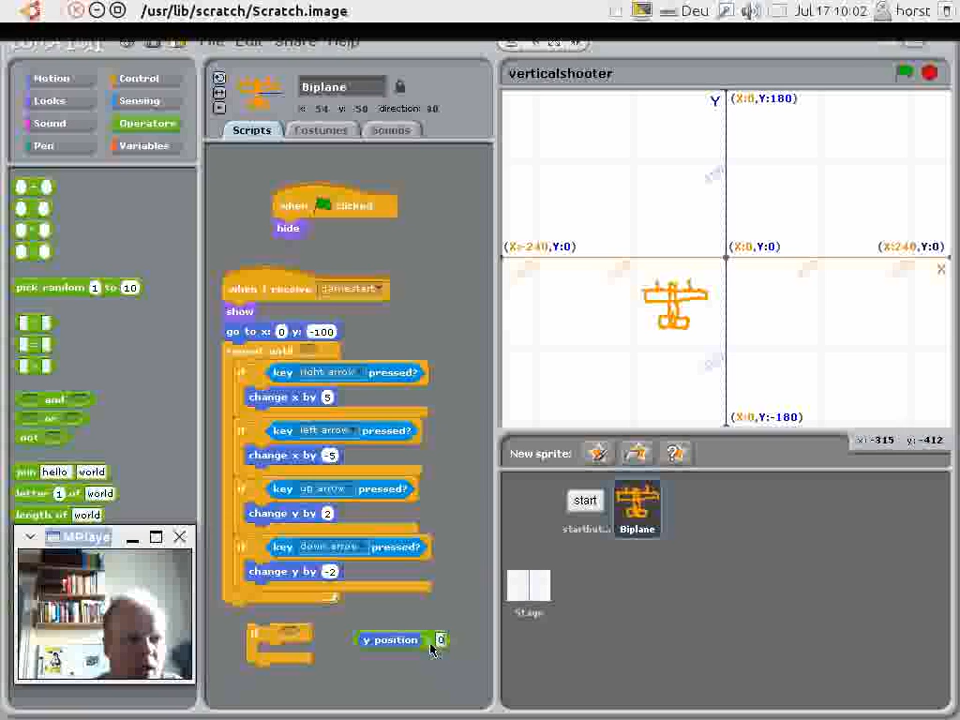 /usr/lib/scratch/Scratch.image
Deu
Jul 17 10:02
horst
File Edit Share Help
Motion
Control
Looks
Sensing
Sound
Operators
Pen
Variables
Biplane
direction:
Scripts
Costumes
Sounds
verticalshooter
pick random 1 to 10
and
or
not
join hello world
letter 1 of world
length of world
when clicked
hide
when I receive gamestart
show
go to x: 0 y: -100
repeat until
if key right arrow pressed?
change x by 5
if key left arrow pressed?
change x by -5
if key up arrow pressed?
change y by 2
if key down arrow pressed?
change y by -2
if
y position 0
Y
(X:0,Y:180)
(X:-240,Y:0)
(X:0,Y:0)
(X:240,Y:0)
X
(X:0,Y:-180)
x:-315 y:-412
New sprite:
start
Biplane
Stage
MPlaye